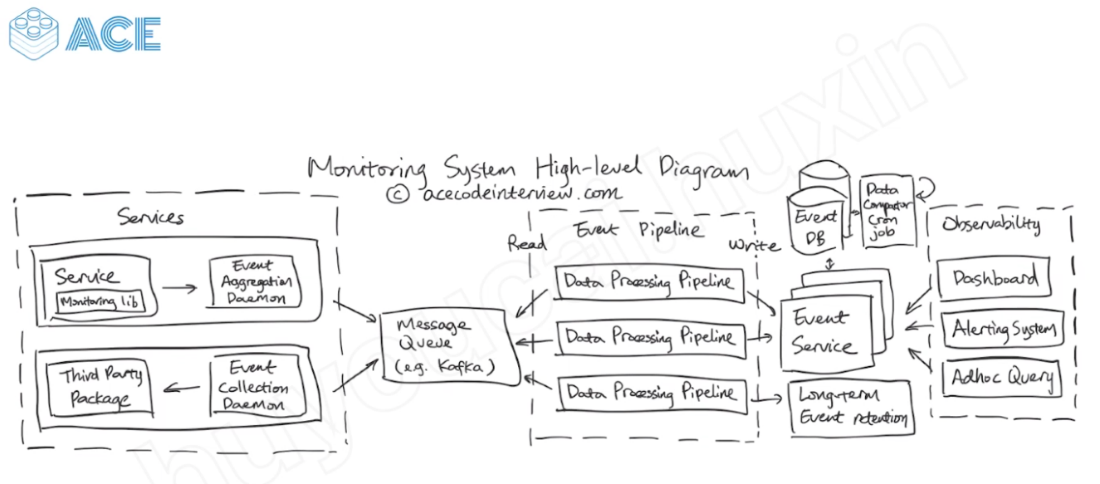 ACE
Monitoring System High-level Diagram
© acecodeinterview.com
Services
Service
Monitoring lib
Event
Aggregation
Daemon
Third Party
Package
Event
Collection
Daemon
Message
Queue
(e.g. Kafka)
Read
Event Pipeline
Write
Data Processing Pipeline
Data Processing Pipeline
Data Processing Pipeline
Event
DB
Data
Compactor
Cron
job
Event
Service
Long-term
Event retention
Observability
Dashboard
Alerting System
Adhoc Query
huyoucaihuxin